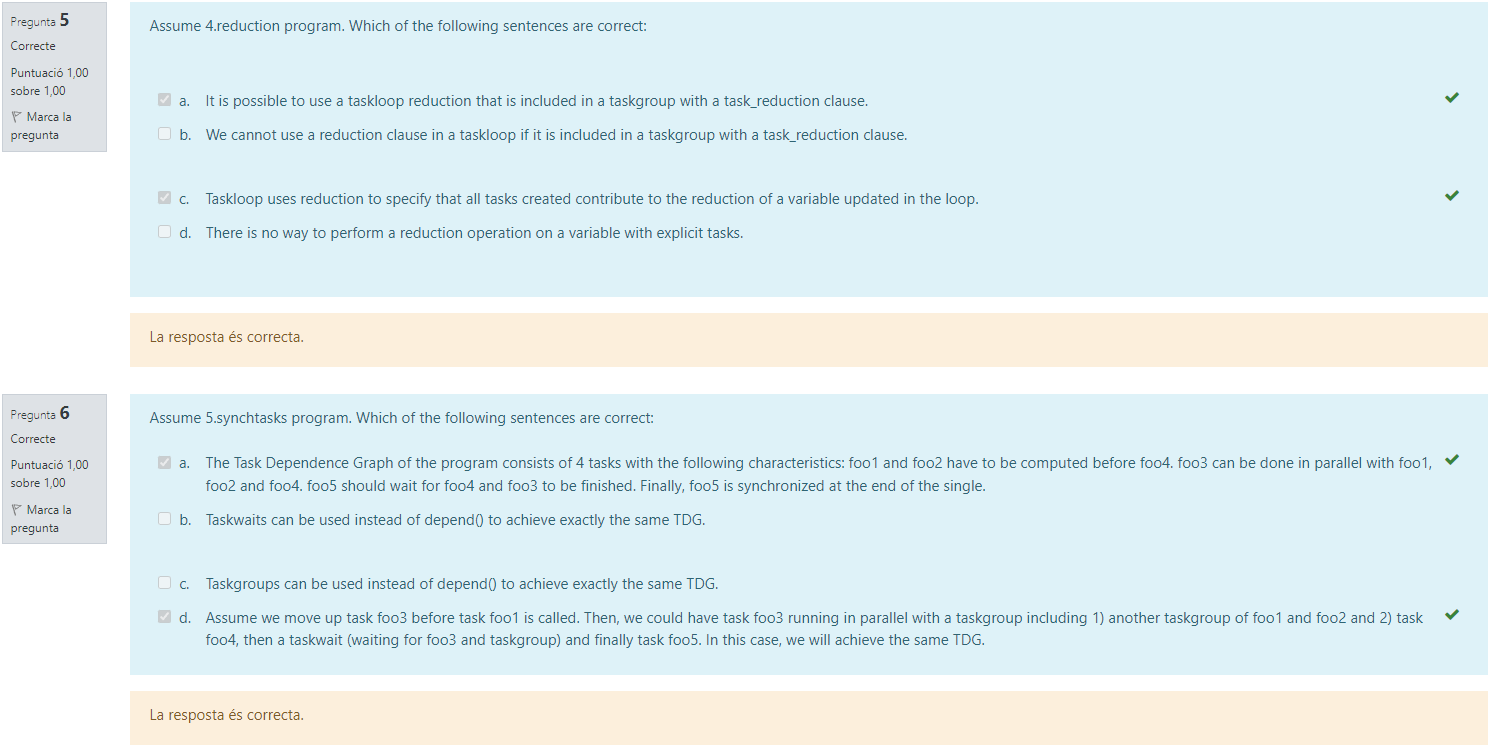 Pregunta 5
Correcte
Puntuació 1,00
sobre 1,00
Marca la
pregunta
Assume 4.reduction program. Which of the following sentences are correct:
a. It is possible to use a taskloop reduction that is included in a taskgroup with a task_reduction clause.
b. We cannot use a reduction clause in a taskloop if it is included in a taskgroup with a task_reduction clause.
c. Taskloop uses reduction to specify that all tasks created contribute to the reduction of a variable updated in the loop.
d. There is no way to perform a reduction operation on a variable with explicit tasks.
La resposta és correcta.
Pregunta 6
Correcte
Puntuació 1,00
sobre 1,00
Marca la
pregunta
Assume 5.synchtasks program. Which of the following sentences are correct:
a. The Task Dependence Graph of the program consists of 4 tasks with the following characteristics: foo1 and foo2 have to be computed before foo4. foo3 can be done in parallel with foo1,
foo2 and foo4. foo5 should wait for foo4 and foo3 to be finished. Finally, foo5 is synchronized at the end of the single.
b. Taskwaits can be used instead of depend() to achieve exactly the same TDG.
c. Taskgroups can be used instead of depend() to achieve exactly the same TDG.
d. Assume we move up task foo3 before task foo1 is called. Then, we could have task foo3 running in parallel with a taskgroup including 1) another taskgroup of foo1 and foo2 and 2) task
foo4, then a taskwait (waiting for foo3 and taskgroup) and finally task foo5. In this case, we will achieve the same TDG.
La resposta és correcta.